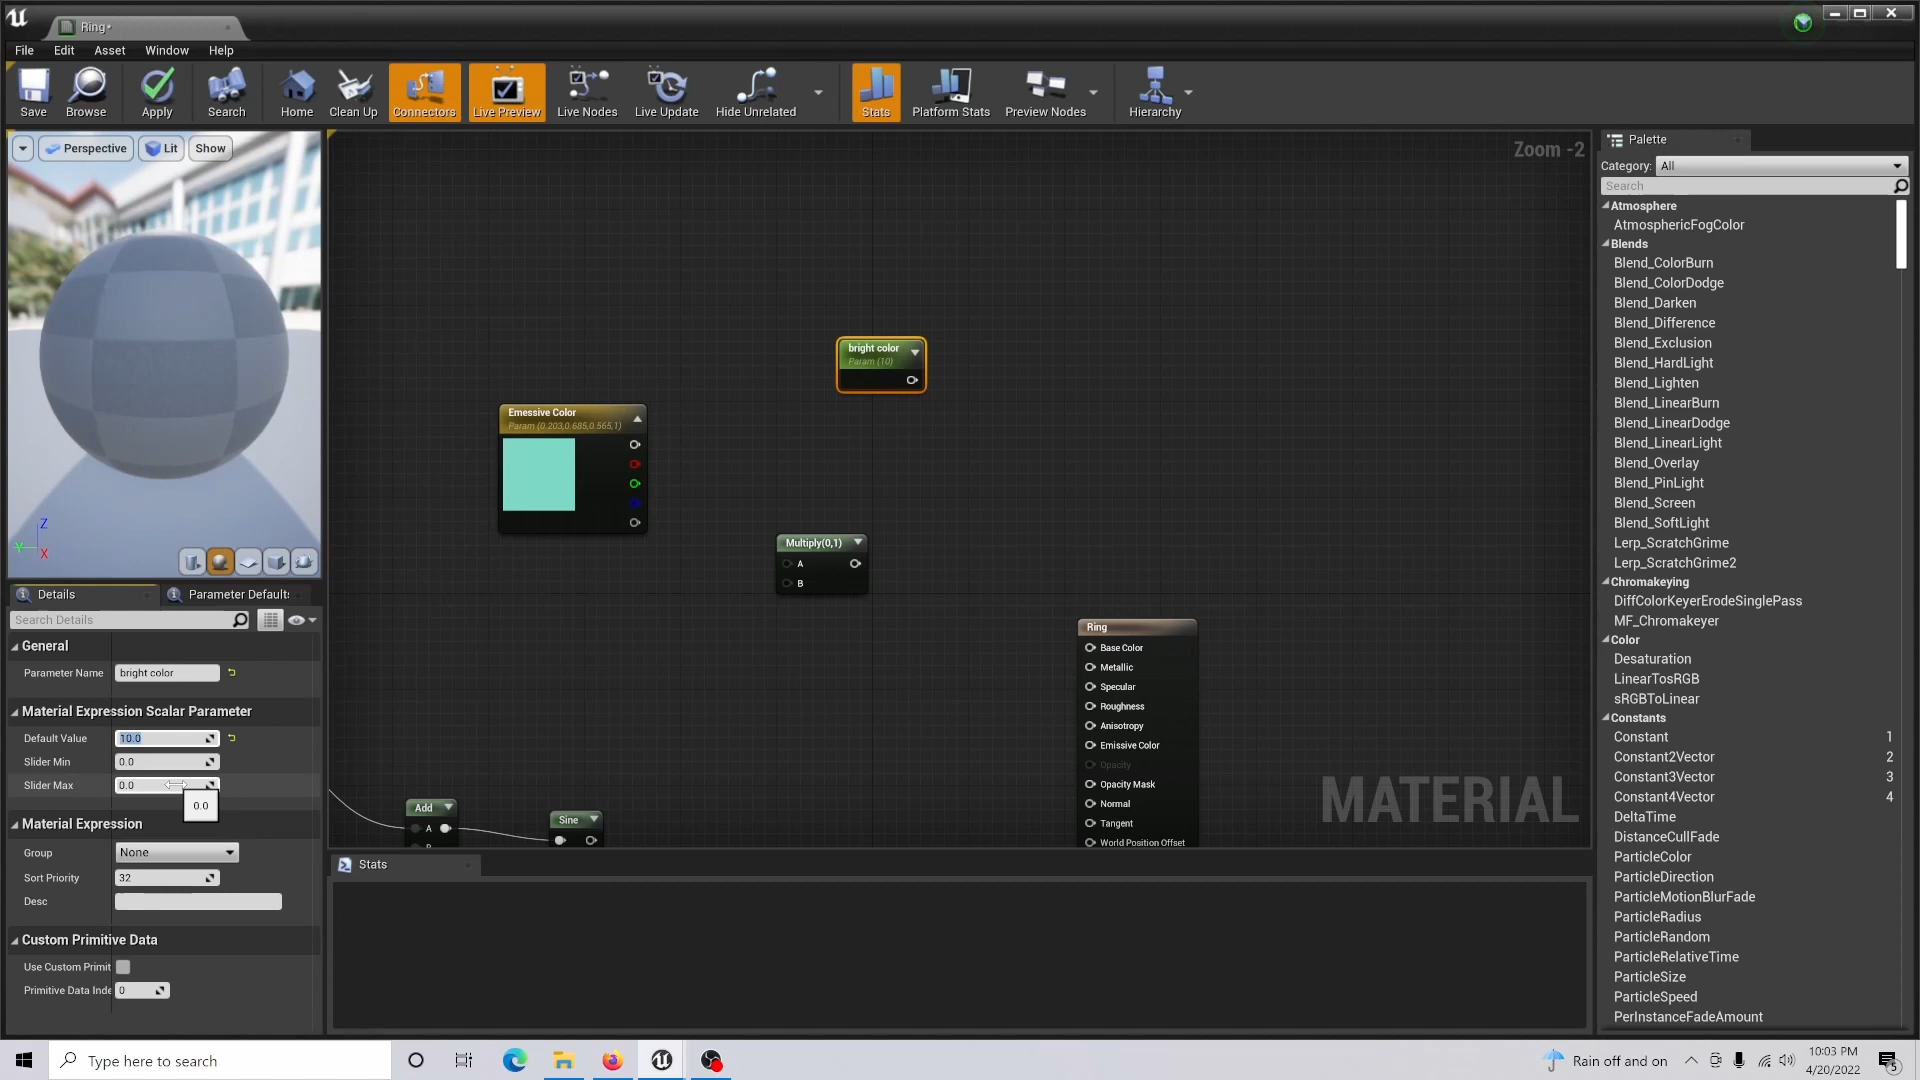 Ring•
File Edit Asset Window Help
Save Browse Apply Search Home Clean Up Connectors Live Preview Live Nodes Live Update Hide Unrelated Stats Platform Stats Preview Nodes Hierarchy
Perspective Lit Show
Zoom -2
Palette
Category: All
Search
Atmosphere
AtmosphericFogColor
Blends
Blend_ColorBurn
Blend_ColorDodge
Blend_Darken
Blend_Difference
Blend_Exclusion
Blend_HardLight
Blend_Lighten
Blend_LinearBurn
Blend_LinearDodge
Blend_LinearLight
Blend_Overlay
Blend_PinLight
Blend_Screen
Blend_SoftLight
Lerp_ScratchGrime
Lerp_ScratchGrime2
Chromakeying
DiffColorKeyerErodeSinglePass
MF_Chromakeyer
Color
Desaturation
LinearTosRGB
sRGBToLinear
Constants
Constant 1
Constant2Vector 2
Constant3Vector 3
Constant4Vector 4
DeltaTime
DistanceCullFade
ParticleColor
ParticleDirection
ParticleMotionBlurFade
ParticleRadius
ParticleRandom
ParticleRelativeTime
ParticleSize
ParticleSpeed
PerInstanceFadeAmount
bright color
Param (10)
Emessive Color
Param (0.203,0.685,0.565,1)
Multiply(0,1)
A
B
Ring
Base Color
Metallic
Specular
Roughness
Anisotropy
Emissive Color
Opacity
Opacity Mask
Normal
Tangent
World Position Offset
Add
A
Sine
MATERIAL
Z
Y
X
Details Parameter Default
Search Details
General
Parameter Name bright color
Material Expression Scalar Parameter
Default Value 10.0
Slider Min 0.0
Slider Max 0.0
0.0
Material Expression
Group None
Sort Priority 32
Desc
Custom Primitive Data
Use Custom Primit
Primitive Data Inde 0
Stats
Type here to search
Rain off and on
10:03 PM
4/20/2022
5